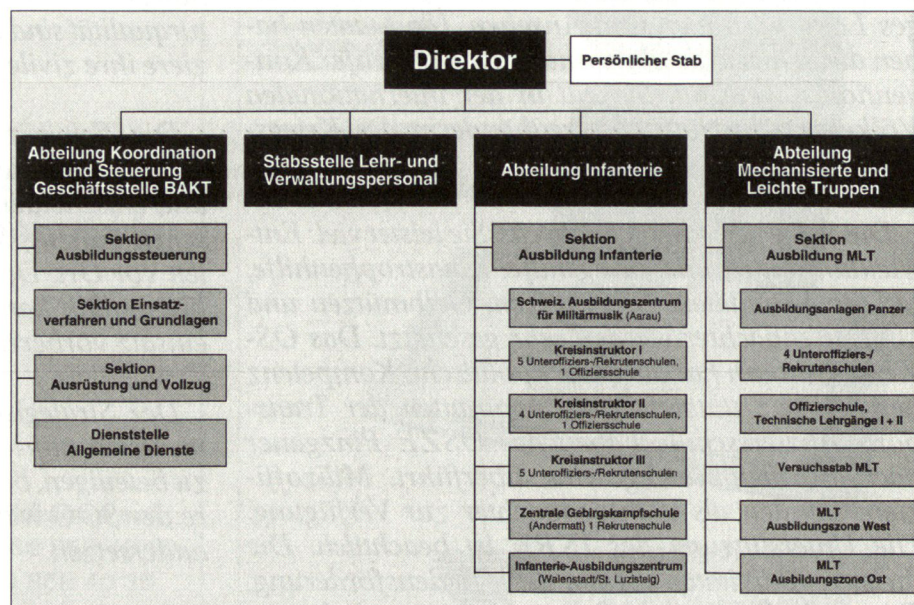 Direktor
Persönlicher Stab
Abteilung Koordination
und Steuerung
Geschäftsstelle BAKT
Stabsstelle Lehr- und
Verwaltungspersonal
Abteilung Infanterie
Abteilung
Mechanisierte und
Leichte Truppen
Sektion
Ausbildungssteuerung
Sektion Einsatz-
verfahren und Grundlagen
Sektion
Ausrüstung und Vollzug
Dienststelle
Allgemeine Dienste
Sektion
Ausbildung Infanterie
Schweiz. Ausbildungszentrum
für Militärmusik (Aarau)
Kreisinstruktor I
5 Unteroffiziers-/Rekrutenschulen,
1 Offiziersschule
Kreisinstruktor II
4 Unteroffiziers-/Rekrutenschulen,
1 Offiziersschule
Kreisinstruktor III
5 Unteroffiziers-/Rekrutenschulen
Zentrale Gebirgskampfschule
(Andermatt) 1 Rekrutenschule
Infanterie-Ausbildungszentrum
(Walenstadt/St. Luzisteig)
Sektion
Ausbildung MLT
Ausbildungsanlagen Panzer
4 Unteroffiziers-/
Rekrutenschulen
Offizierschule,
Technische Lehrgänge I + II
Versuchsstab MLT
MLT
Ausbildungszone West
MLT
Ausbildungszone Ost